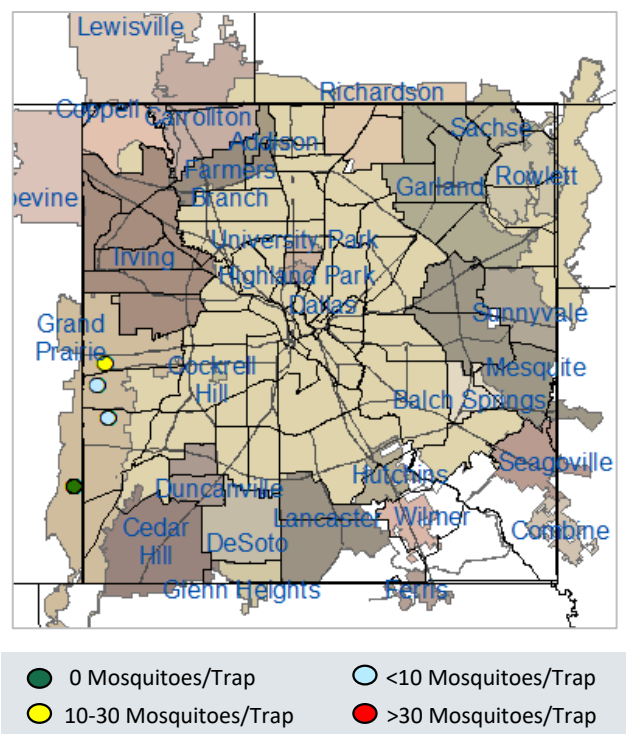 Lewisville
Richardson
Coppell
Carrollton
Addison
Sachse
Farmers
Branch
Garland
Rowlett
evine
University Park
Irving
Highland Park
Dallas
Sunnyvale
Grand
Prairie
Cockrell
Hill
Mesquite
Balch Springs
Seagoville
Hutchins
Duncanville
Lancaster
Wilmer
Cedar
Hill
DeSoto
Combine
Glenn Heights
Ferris
0 Mosquitoes/Trap
<10 Mosquitoes/Trap
10-30 Mosquitoes/Trap
>30 Mosquitoes/Trap